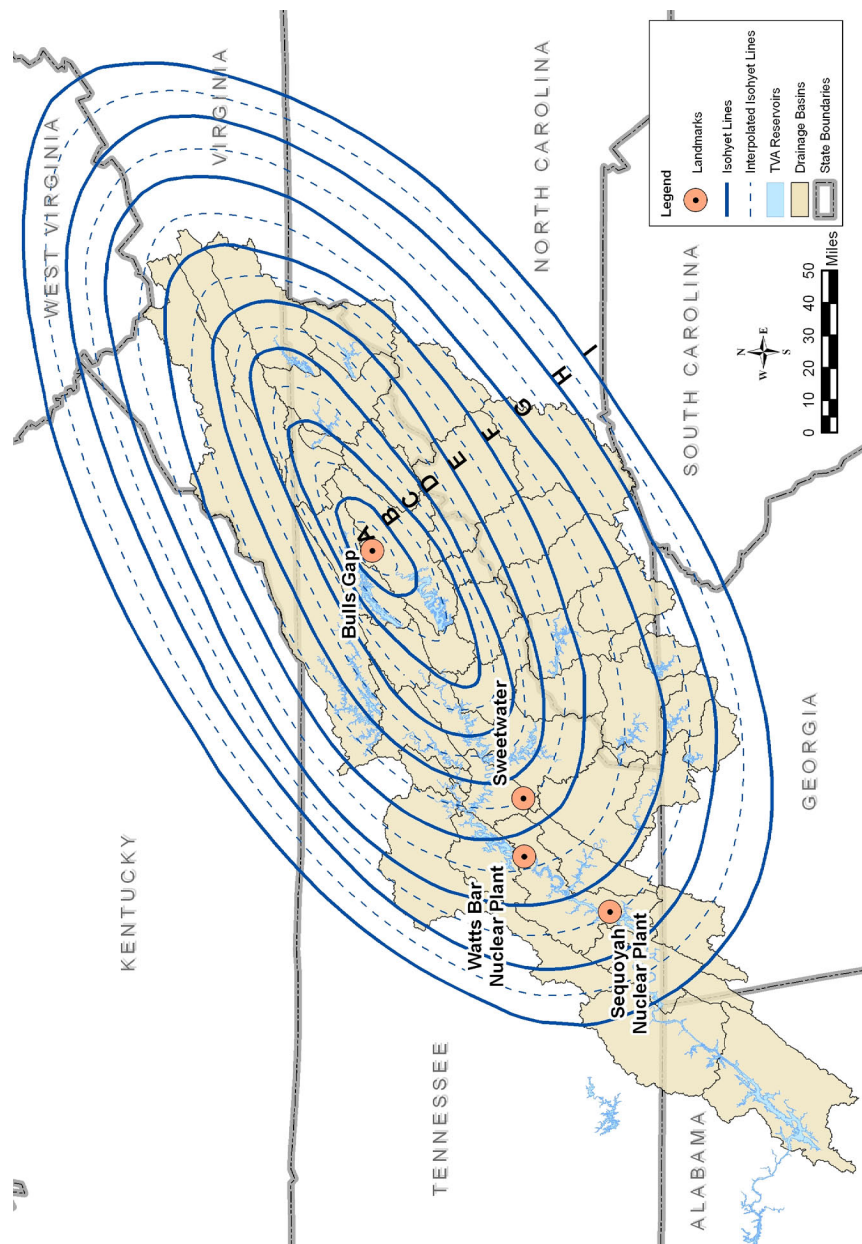 WEST VIRGINIA
VIRGINIA
KENTUCKY
NORTH CAROLINA
TENNESSEE
SOUTH CAROLINA
GEORGIA
ALABAMA
Bulls Gap
Sweetwater
Watts Bar
Nuclear Plant
Sequoyah
Nuclear Plant
A
B
C
D
E
F
G
H
I
N
W E
S
0 10 20 30 40 50
Miles
Legend
Landmarks
Isohyet Lines
Interpolated Isohyet Lines
TVA Reservoirs
Drainage Basins
State Boundaries